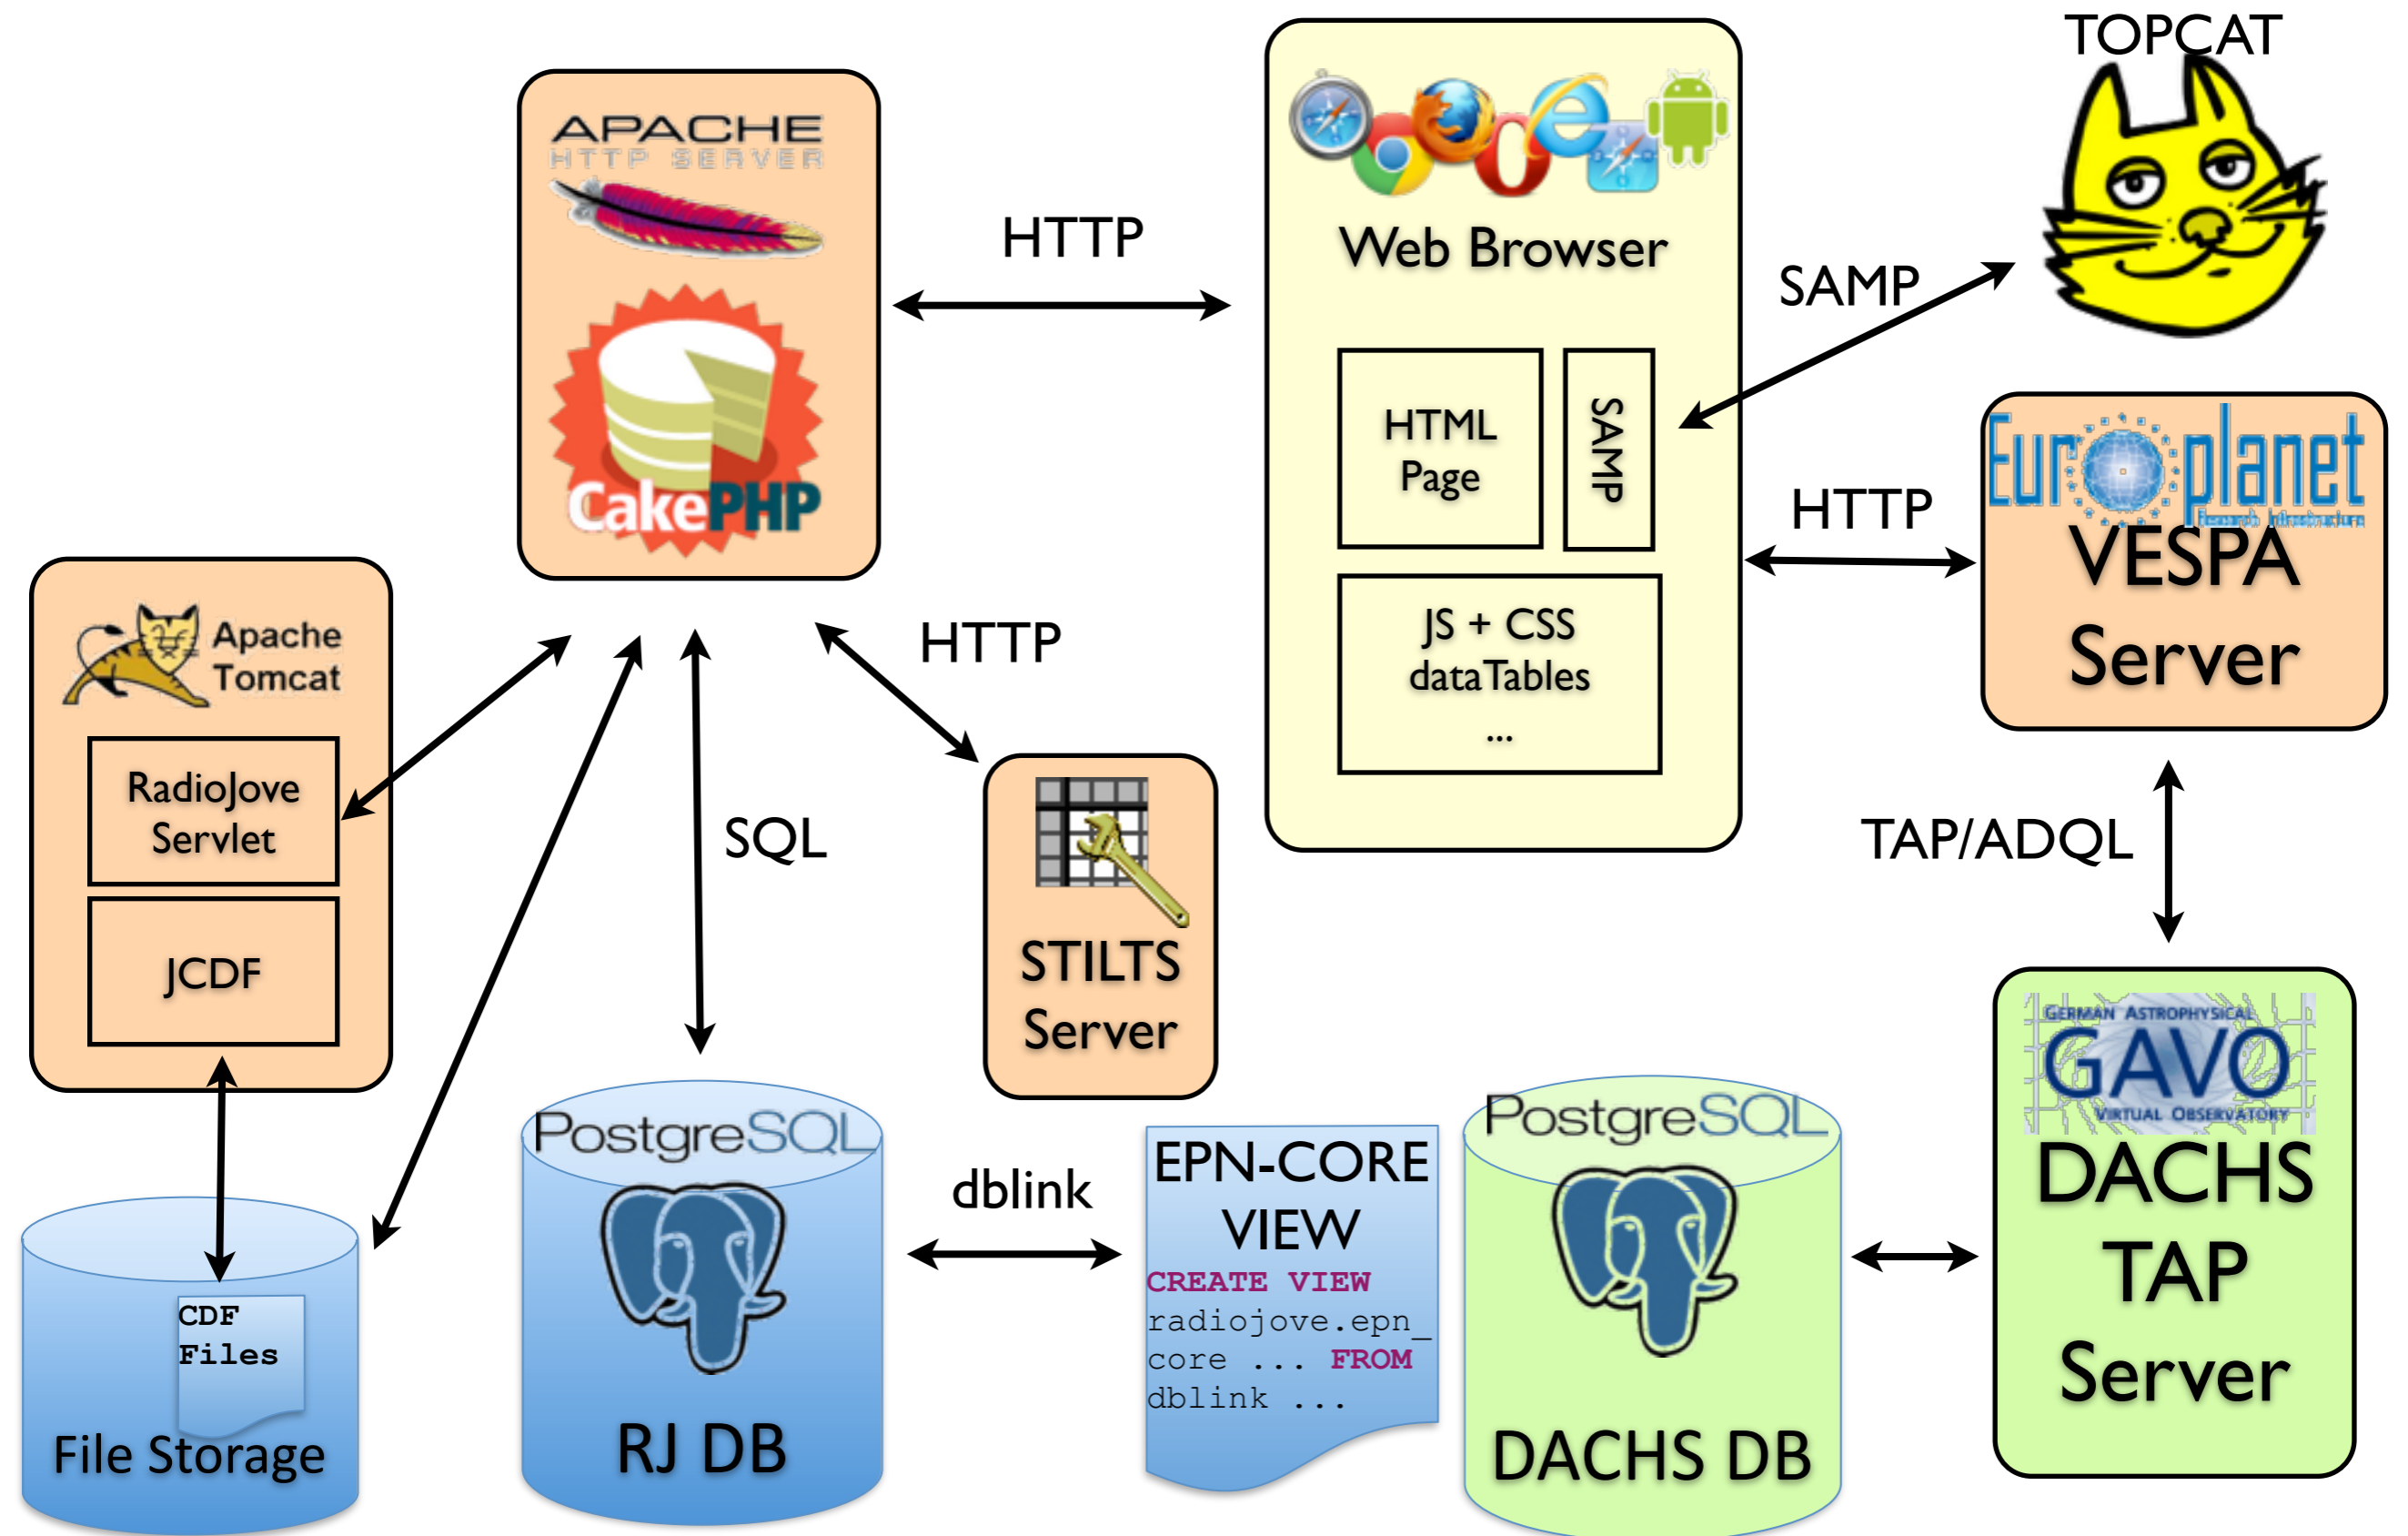 TOPCAT
APACHE
HTTP SERVER
CakePHP
HTTP
Web Browser
HTML
Page
SAMP
JS + CSS
dataTables
...
SAMP
HTTP
Europlanet
Research Infrastructure
VESPA
Server
Apache
Tomcat
RadioJove
Servlet
JCDF
HTTP
SQL
STILTS
Server
TAP/ADQL
GERMAN ASTROPHYSICAL
GAVO
VIRTUAL OBSERVATORY
DACHS
TAP
Server
CDF
Files
File Storage
PostgreSQL
RJ DB
dblink
EPN-CORE
VIEW
CREATE VIEW
radiojove.epn_
core ... FROM
dblink ...
PostgreSQL
DACHS DB